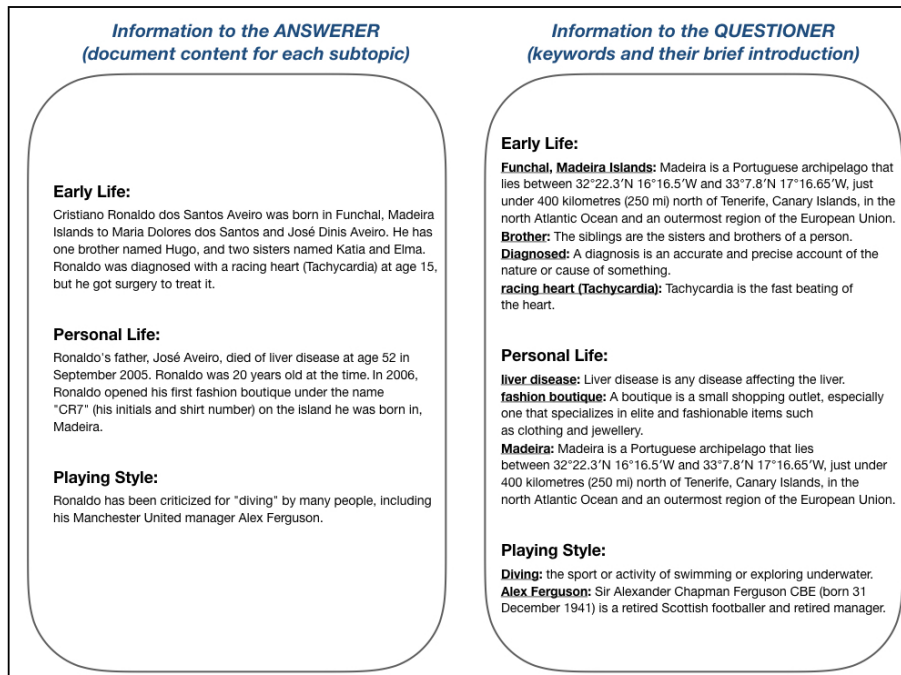 Information to the ANSWERER
(document content for each subtopic)
Early Life:
Cristiano Ronaldo dos Santos Aveiro was born in Funchal, Madeira
Islands to Maria Dolores dos Santos and José Dinis Aveiro. He has
one brother named Hugo, and two sisters named Katia and Elma.
Ronaldo was diagnosed with a racing heart (Tachycardia) at age 15,
but he got surgery to treat it.
Personal Life:
Ronaldo's father, José Aveiro, died of liver disease at age 52 in
September 2005. Ronaldo was 20 years old at the time. In 2006,
Ronaldo opened his first fashion boutique under the name
"CR7" (his initials and shirt number) on the island he was born in,
Madeira.
Playing Style:
Ronaldo has been criticized for "diving" by many people, including
his Manchester United manager Alex Ferguson.
Information to the QUESTIONER
(keywords and their brief introduction)
Early Life:
Funchal, Madeira Islands: Madeira is a Portuguese archipelago that
lies between 32°22.3′N 16°16.5′W and 33°7.8′N 17°16.65′W, just
under 400 kilometres (250 mi) north of Tenerife, Canary Islands, in the
north Atlantic Ocean and an outermost region of the European Union.
Brother: The siblings are the sisters and brothers of a person.
Diagnosed: A diagnosis is an accurate and precise account of the
nature or cause of something.
racing heart (Tachycardia): Tachycardia is the fast beating of
the heart.
Personal Life:
liver disease: Liver disease is any disease affecting the liver.
fashion boutique: A boutique is a small shopping outlet, especially
one that specializes in elite and fashionable items such
as clothing and jewellery.
Madeira: Madeira is a Portuguese archipelago that lies
between 32°22.3′N 16°16.5′W and 33°7.8′N 17°16.65′W, just under
400 kilometres (250 mi) north of Tenerife, Canary Islands, in the
north Atlantic Ocean and an outermost region of the European Union.
Playing Style:
Diving: the sport or activity of swimming or exploring underwater.
Alex Ferguson: Sir Alexander Chapman Ferguson CBE (born 31
December 1941) is a retired Scottish footballer and retired manager.